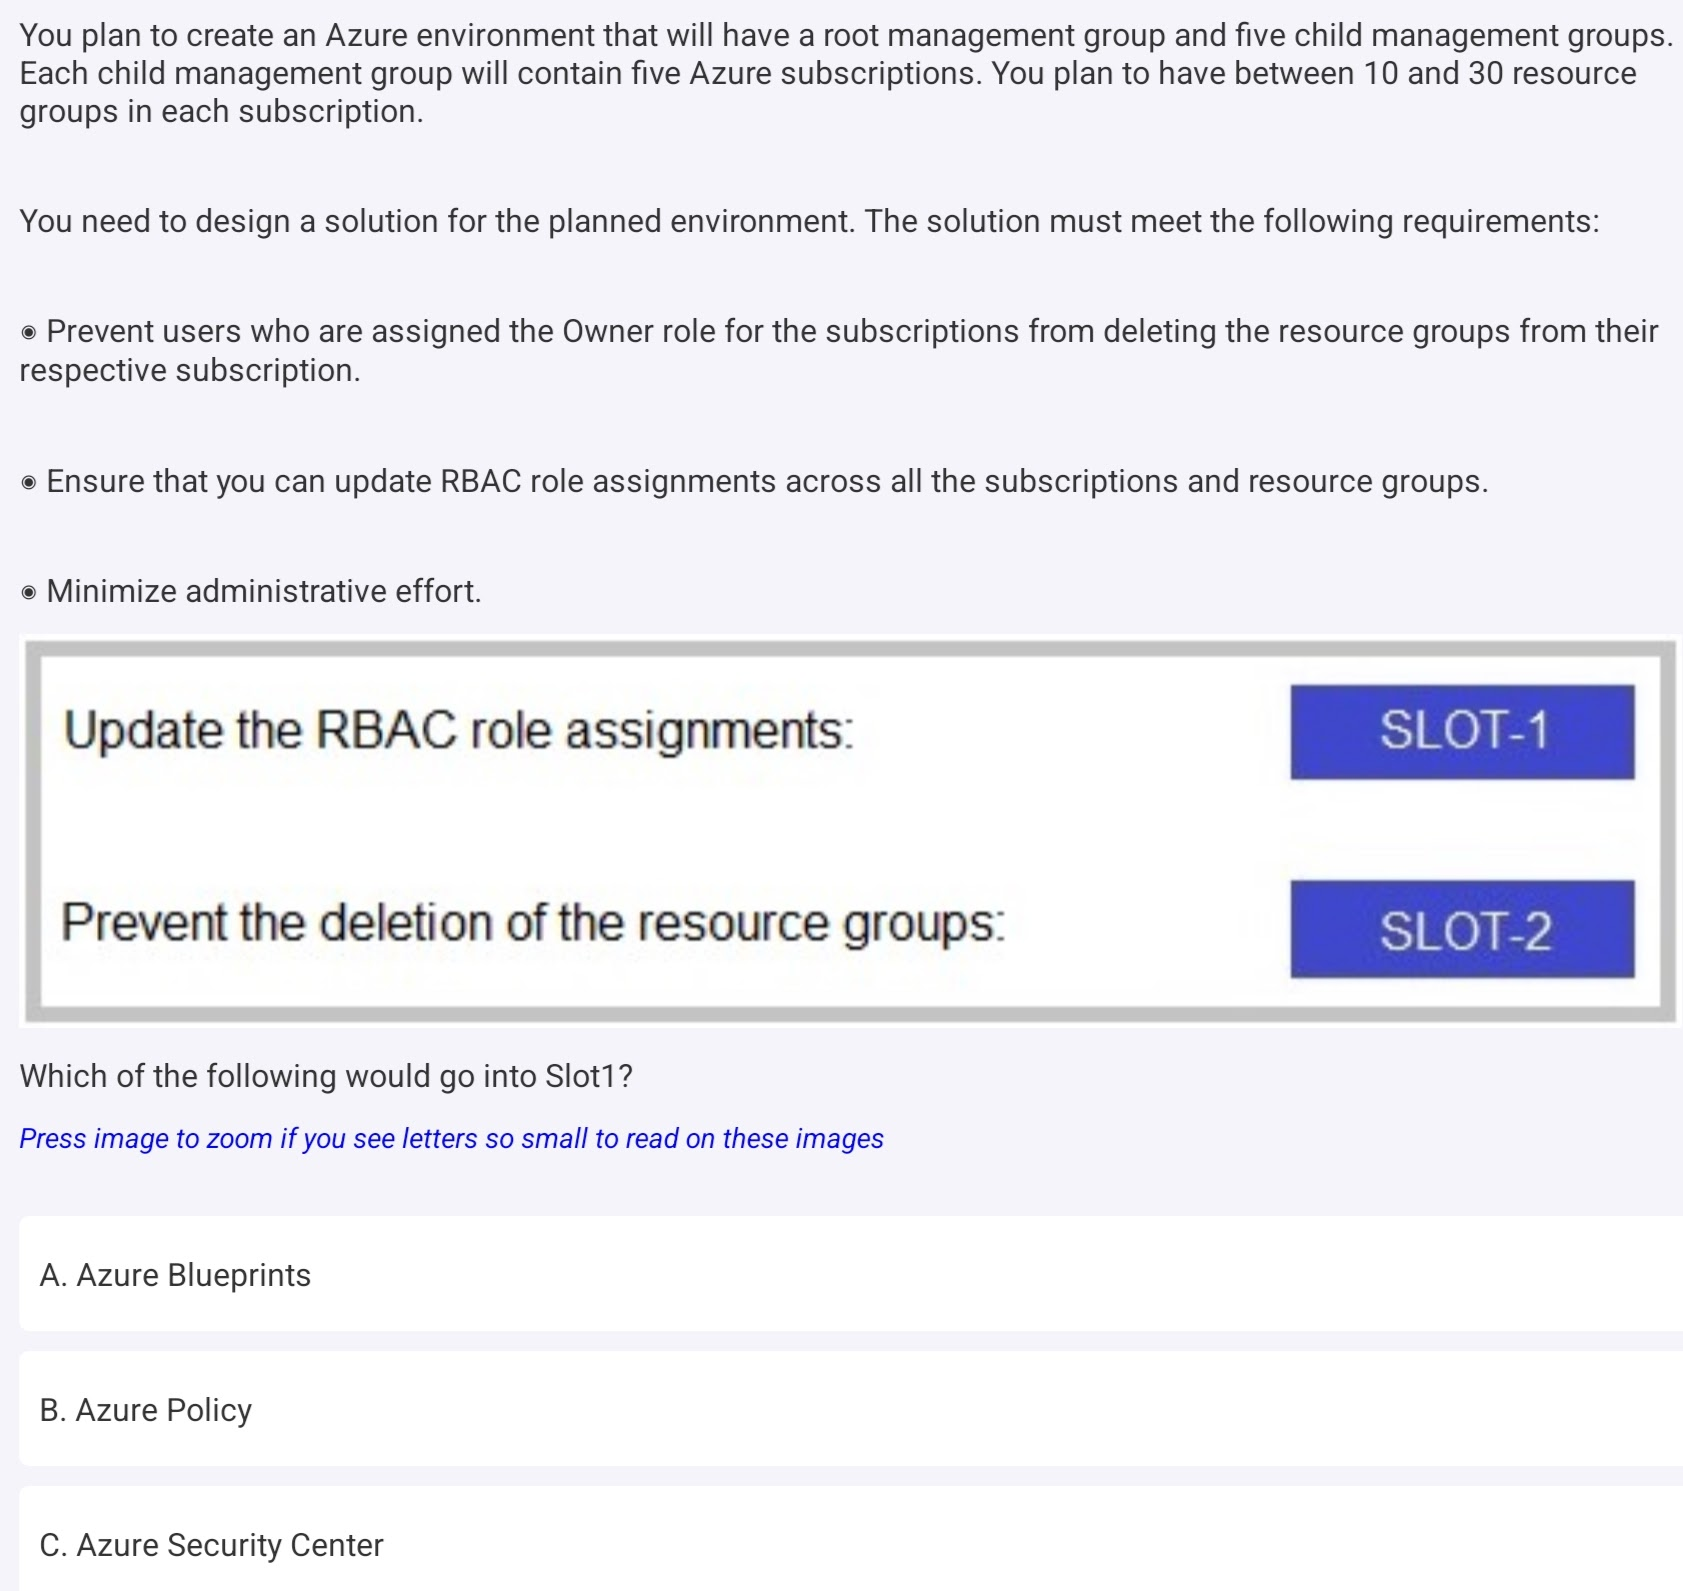 You plan to create an Azure environment that will have a root management group and five child management groups.
Each child management group will contain five Azure subscriptions. You plan to have between 10 and 30 resource
groups in each subscription.
You need to design a solution for the planned environment. The solution must meet the following requirements:
◉ Prevent users who are assigned the Owner role for the subscriptions from deleting the resource groups from their
respective subscription.
◉ Ensure that you can update RBAC role assignments across all the subscriptions and resource groups.
◉ Minimize administrative effort.
Update the RBAC role assignments: SLOT-1
Prevent the deletion of the resource groups: SLOT-2
Which of the following would go into Slot1?
Press image to zoom if you see letters so small to read on these images
A. Azure Blueprints
B. Azure Policy
C. Azure Security Center